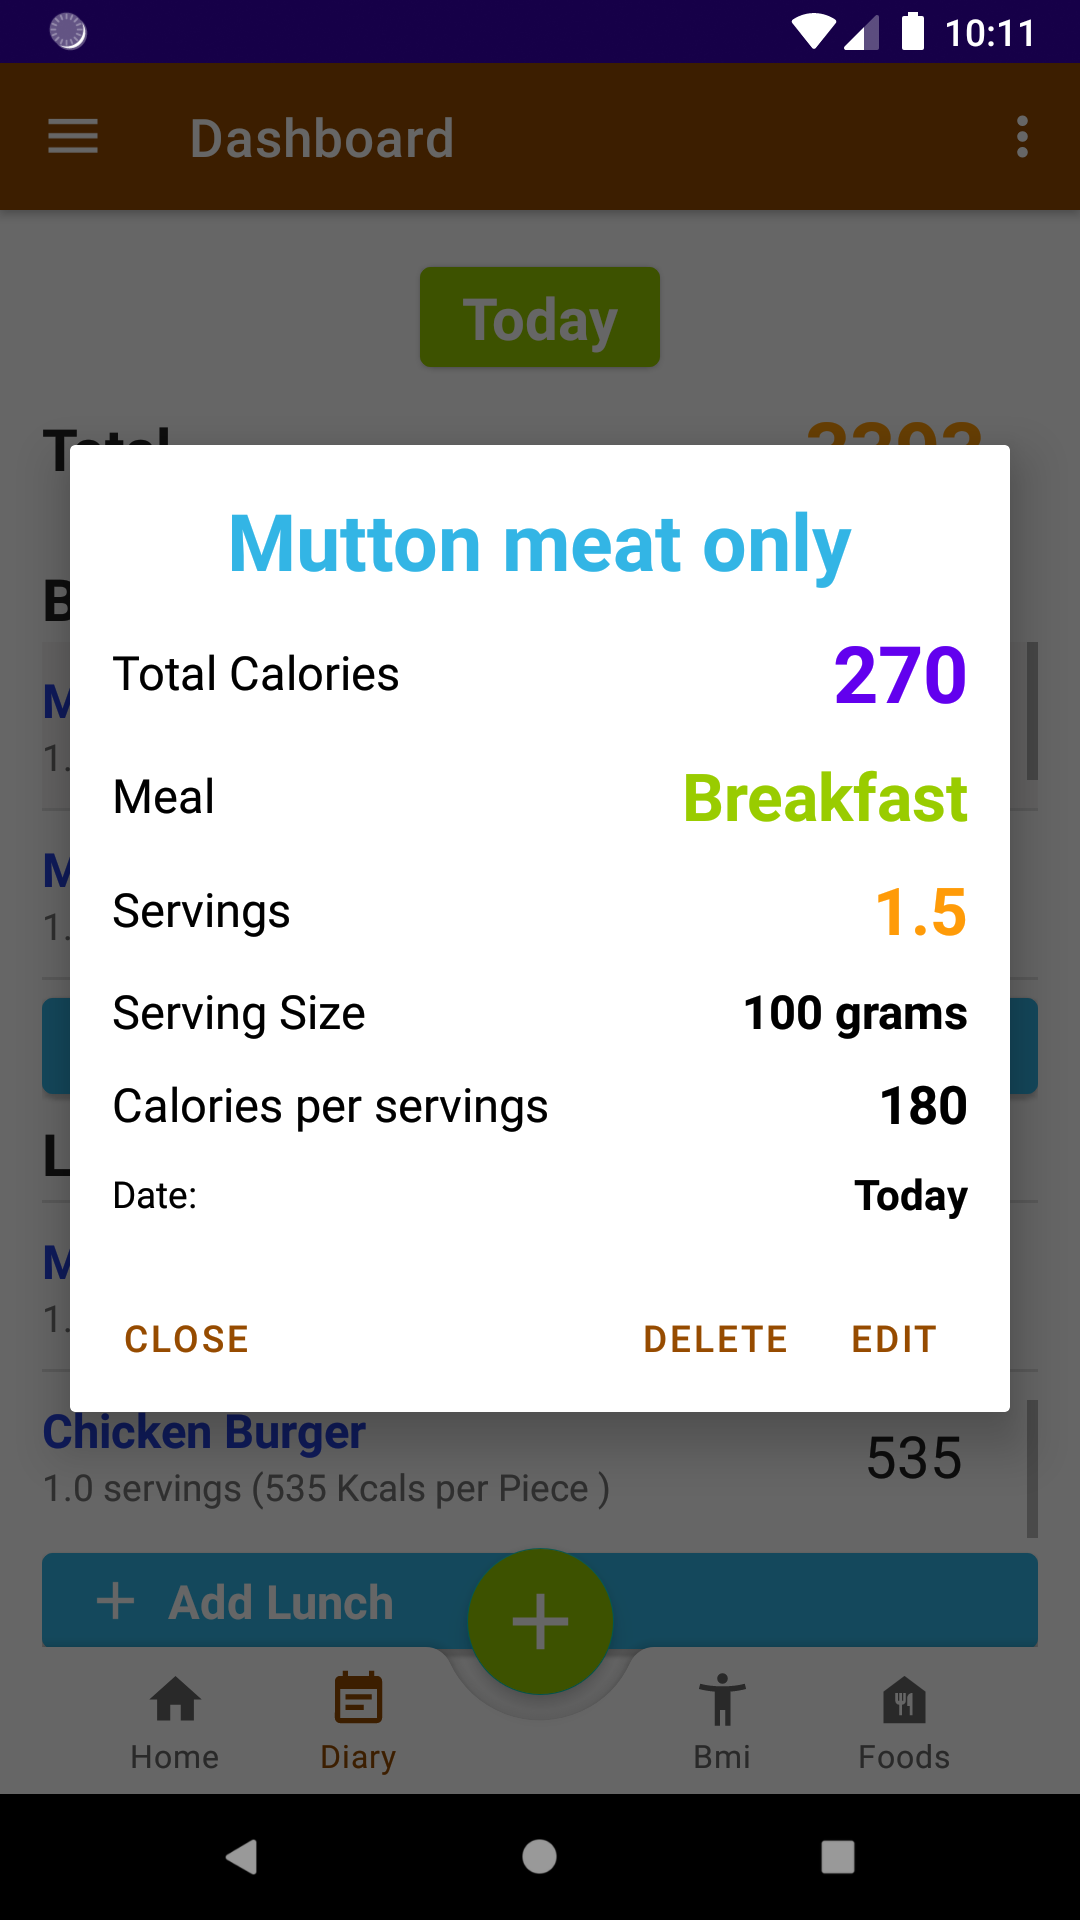 10:11
Dashboard
Today
Mutton meat only
Total Calories 270
Meal Breakfast
Servings 1.5
Serving Size 100 grams
Calories per servings 180
Date: Today
CLOSE DELETE EDIT
Chicken Burger
535
1.0 servings (535 Kcals per Piece )
Add Lunch
Home Diary Bmi Foods